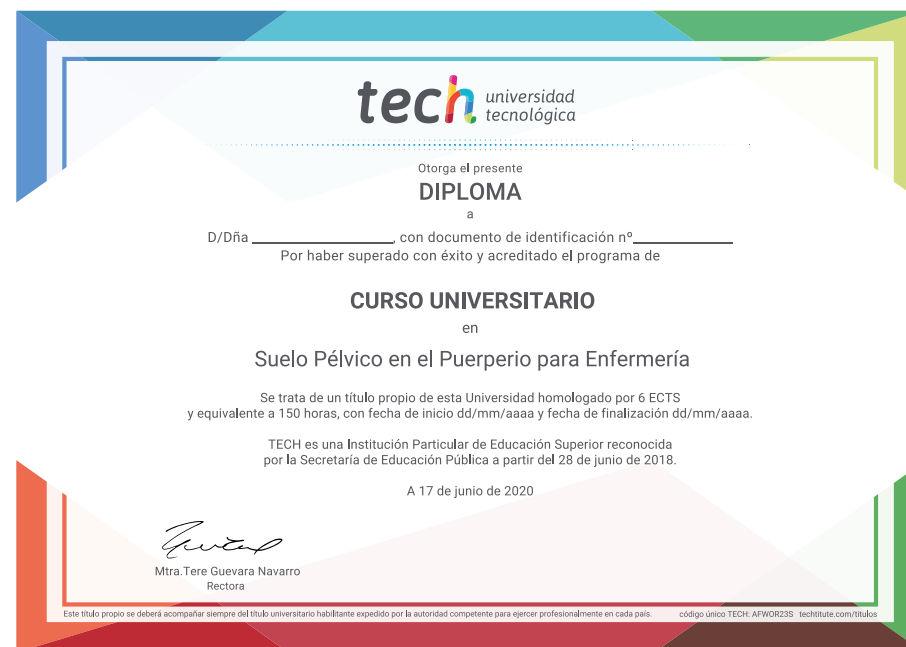 tech universidad
tecnológica
Otorga el presente
DIPLOMA
a
D/Dña ____________________, con documento de identificación nº______________
Por haber superado con éxito y acreditado el programa de
CURSO UNIVERSITARIO
en
Suelo Pélvico en el Puerperio para Enfermería
Se trata de un título propio de esta Universidad homologado por 6 ECTS
y equivalente a 150 horas, con fecha de inicio dd/mm/aaaa y fecha de finalización dd/mm/aaaa.
TECH es una Institución Particular de Educación Superior reconocida
por la Secretaría de Educación Pública a partir del 28 de junio de 2018.
A 17 de junio de 2020
Mtra.Tere Guevara Navarro
Rectora
Este título propio se deberá acompañar siempre del título universitario habilitante expedido por la autoridad competente para ejercer profesionalmente en cada país. código único TECH: AFWOR23S techtitute.com/titulos